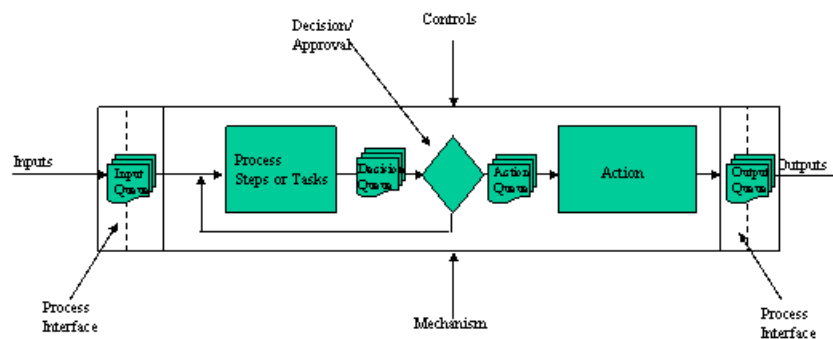 Decision/
Approval
Controls
Inputs
Input
Queue
Process
Steps or Tasks
Decision
Queue
Action
Queue
Action
Output
Queue
Outputs
Process
Interface
Mechanism
Process
Interface